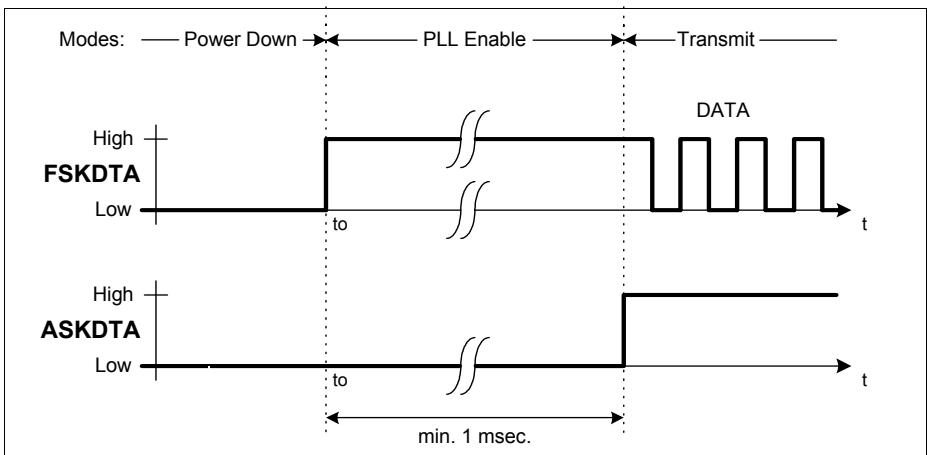 Modes: Power Down PLL Enable Transmit
DATA
High
FSKDTA
Low
to
t
High
ASKDTA
Low
to
t
min. 1 msec.